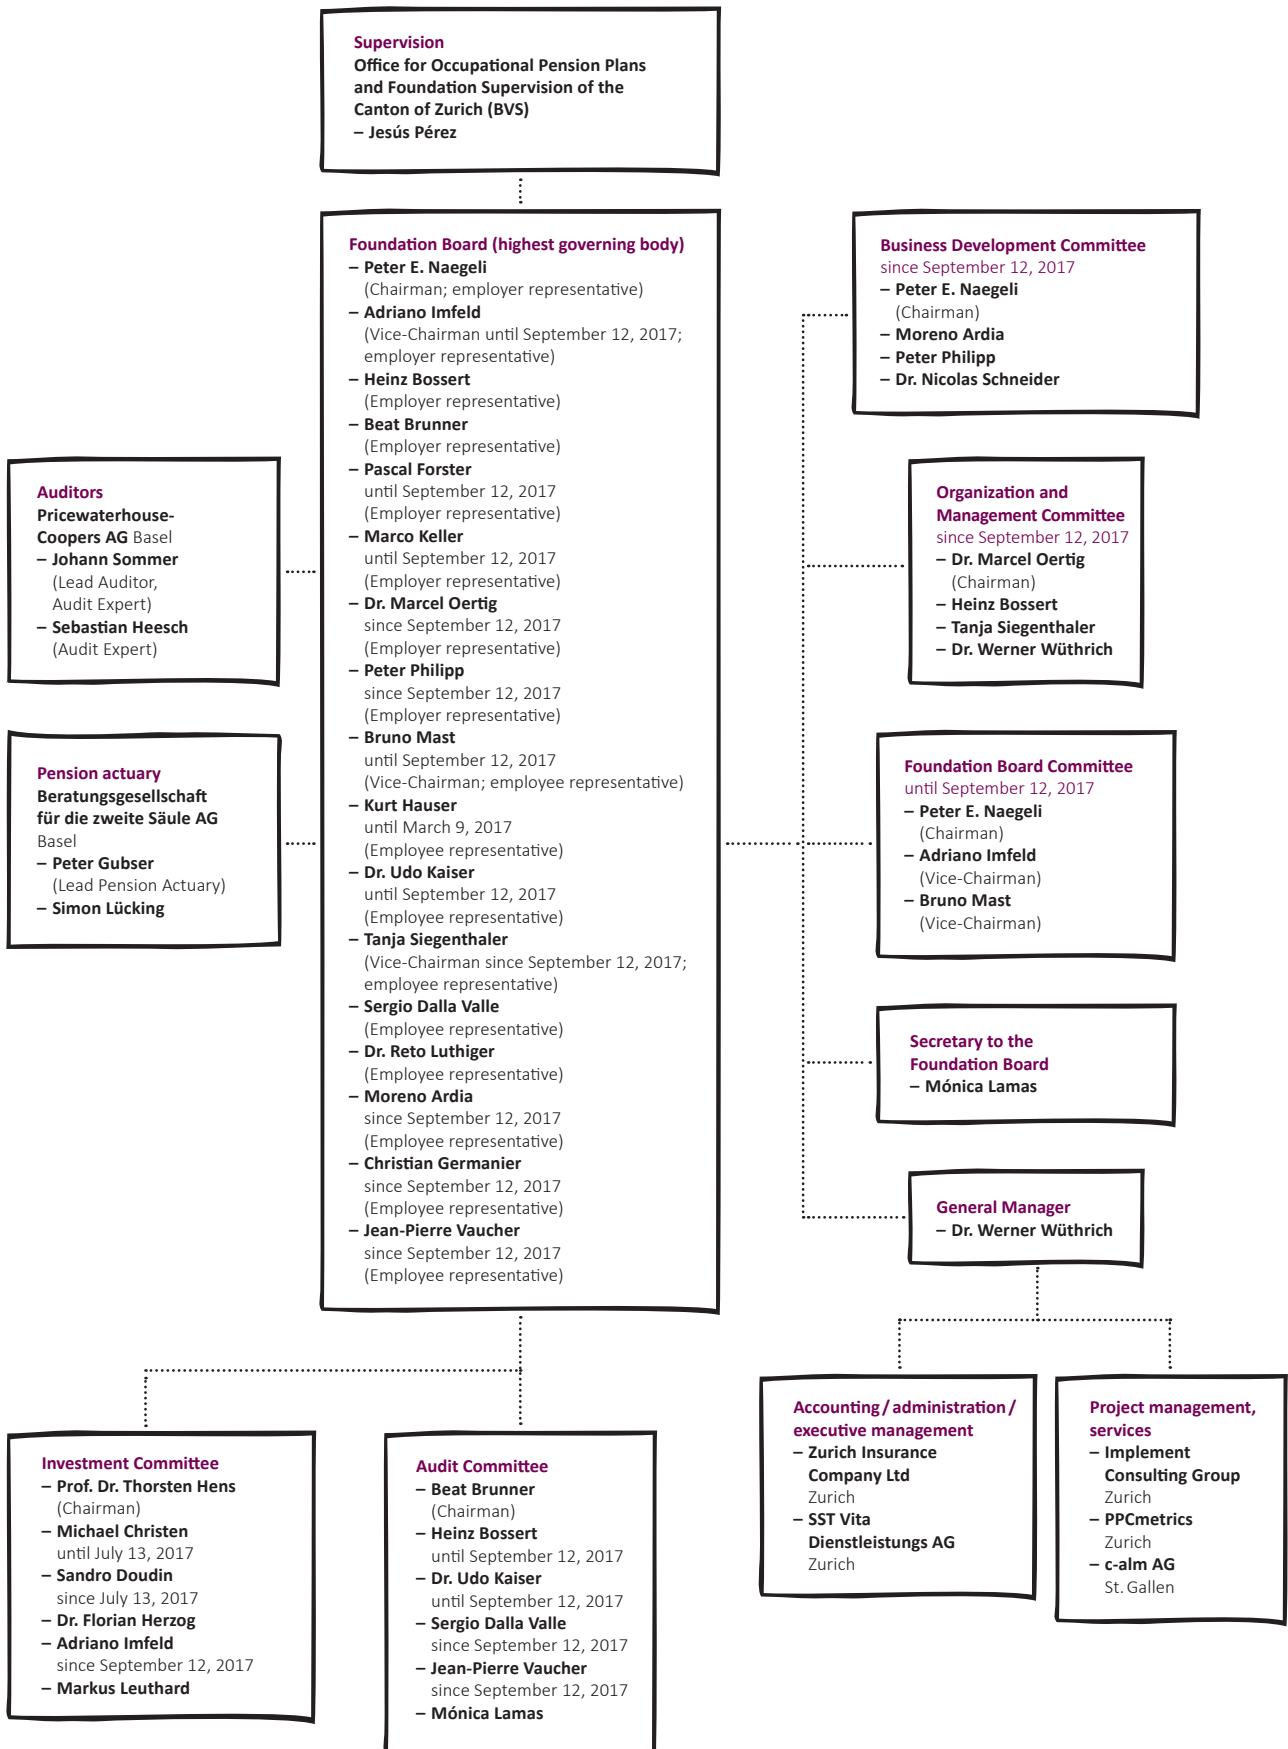 Supervision
Office for Occupational Pension Plans
and Foundation Supervision of the
Canton of Zurich (BVS)
– Jesús Pérez
Foundation Board (highest governing body)
– Peter E. Naegeli
(Chairman; employer representative)
– Adriano Imfeld
(Vice-Chairman until September 12, 2017;
employer representative)
– Heinz Bossert
(Employer representative)
– Beat Brunner
(Employer representative)
– Pascal Forster
until September 12, 2017
(Employer representative)
– Marco Keller
until September 12, 2017
(Employer representative)
– Dr. Marcel Oertig
since September 12, 2017
(Employer representative)
– Peter Philipp
since September 12, 2017
(Employer representative)
– Bruno Mast
until September 12, 2017
(Vice-Chairman; employee representative)
– Kurt Hauser
until March 9, 2017
(Employee representative)
– Dr. Udo Kaiser
until September 12, 2017
(Employee representative)
– Tanja Siegenthaler
(Vice-Chairman since September 12, 2017;
employee representative)
– Sergio Dalla Valle
(Employee representative)
– Dr. Reto Luthiger
(Employee representative)
– Moreno Ardia
since September 12, 2017
(Employee representative)
– Christian Germanier
since September 12, 2017
(Employee representative)
– Jean-Pierre Vaucher
since September 12, 2017
(Employee representative)
Auditors
Pricewaterhouse-
Coopers AG Basel
– Johann Sommer
(Lead Auditor,
Audit Expert)
– Sebastian Heesch
(Audit Expert)
Pension actuary
Beratungsgesellschaft
für die zweite Säule AG
Basel
– Peter Gubser
(Lead Pension Actuary)
– Simon Lücking
Business Development Committee
since September 12, 2017
– Peter E. Naegeli
(Chairman)
– Moreno Ardia
– Peter Philipp
– Dr. Nicolas Schneider
Organization and
Management Committee
since September 12, 2017
– Dr. Marcel Oertig
(Chairman)
– Heinz Bossert
– Tanja Siegenthaler
– Dr. Werner Wüthrich
Foundation Board Committee
until September 12, 2017
– Peter E. Naegeli
(Chairman)
– Adriano Imfeld
(Vice-Chairman)
– Bruno Mast
(Vice-Chairman)
Secretary to the
Foundation Board
– Mónica Lamas
General Manager
– Dr. Werner Wüthrich
Accounting / administration /
executive management
– Zurich Insurance
Company Ltd
Zurich
– SST Vita
Dienstleistungs AG
Zurich
Project management,
services
– Implement
Consulting Group
Zurich
– PPCmetrics
Zurich
– c-alm AG
St. Gallen
Investment Committee
– Prof. Dr. Thorsten Hens
(Chairman)
– Michael Christen
until July 13, 2017
– Sandro Doudin
since July 13, 2017
– Dr. Florian Herzog
– Adriano Imfeld
since September 12, 2017
– Markus Leuthard
Audit Committee
– Beat Brunner
(Chairman)
– Heinz Bossert
until September 12, 2017
– Dr. Udo Kaiser
until September 12, 2017
– Sergio Dalla Valle
since September 12, 2017
– Jean-Pierre Vaucher
since September 12, 2017
– Mónica Lamas